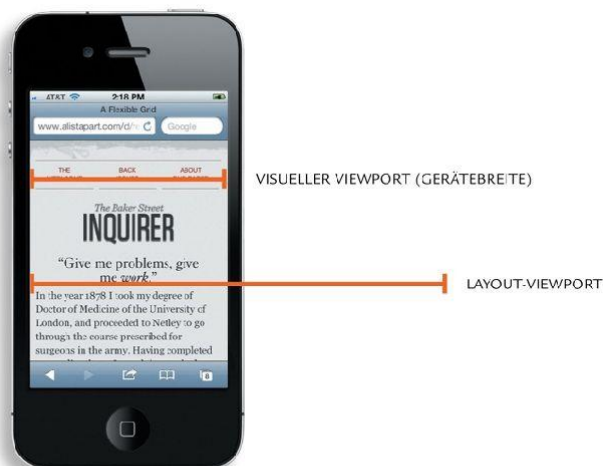 AT&T 2:18 PM
A Flexible Grid
www.alistapart.com/d/ Google
THE BACK ABOUT
VISUELLER VIEWPORT (GERÄTEBREITE)
The Baker Street
INQUIRER
“Give me problems, give
me work.”
LAYOUT-VIEWPORT
In the year 1878 I took my degree of
Doctor of Medicine of the University of
London, and proceeded to Netley to go
through the course prescribed for
surgeons in the army. Having completed